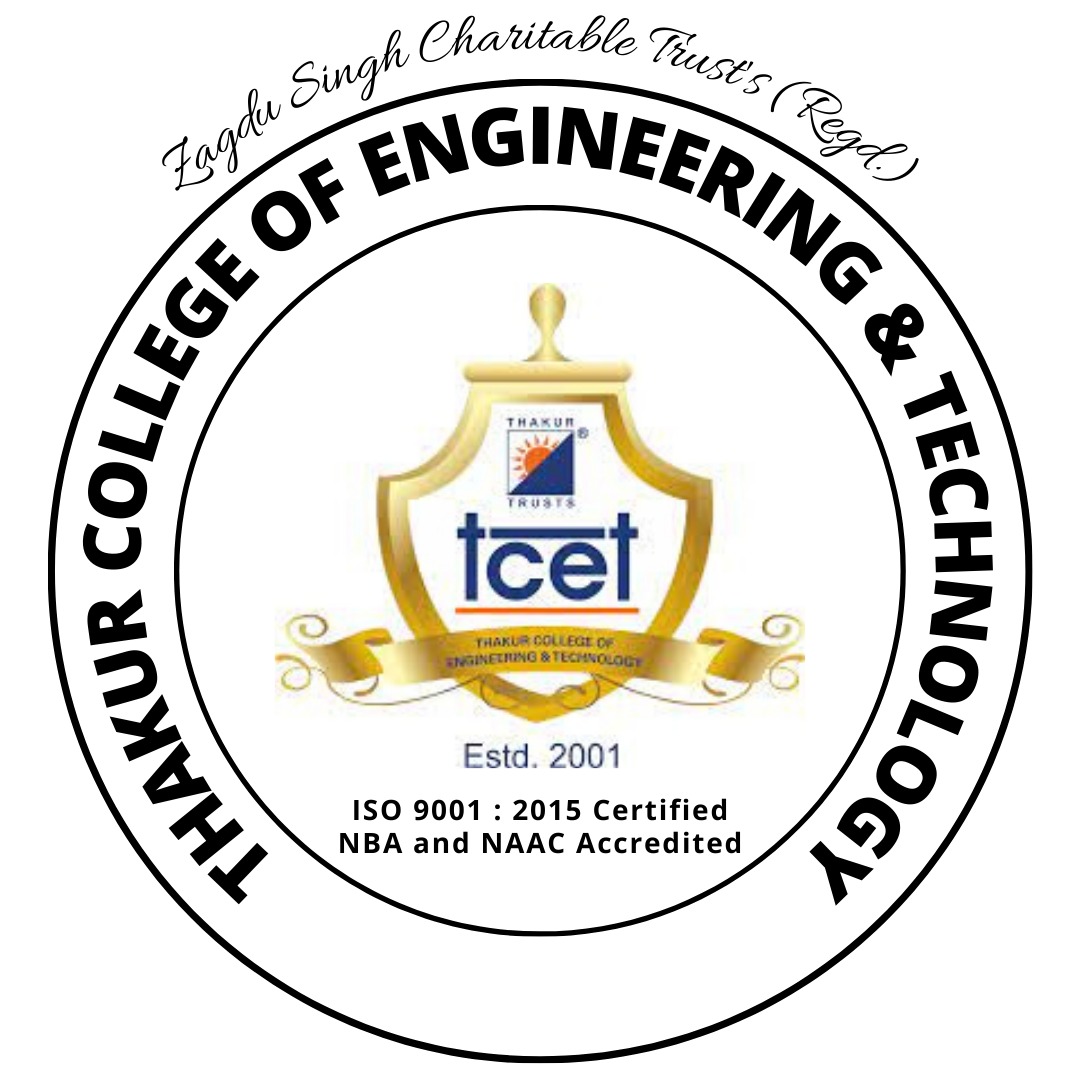 Zagdu Singh Charitable Trust's (Regd.)
THAKUR COLLEGE OF ENGINEERING & TECHNOLOGY
THAKUR
®
TRUSTS
tcet
THAKUR COLLEGE OF
ENGINEERING & TECHNOLOGY
Estd. 2001
ISO 9001 : 2015 Certified
NBA and NAAC Accredited